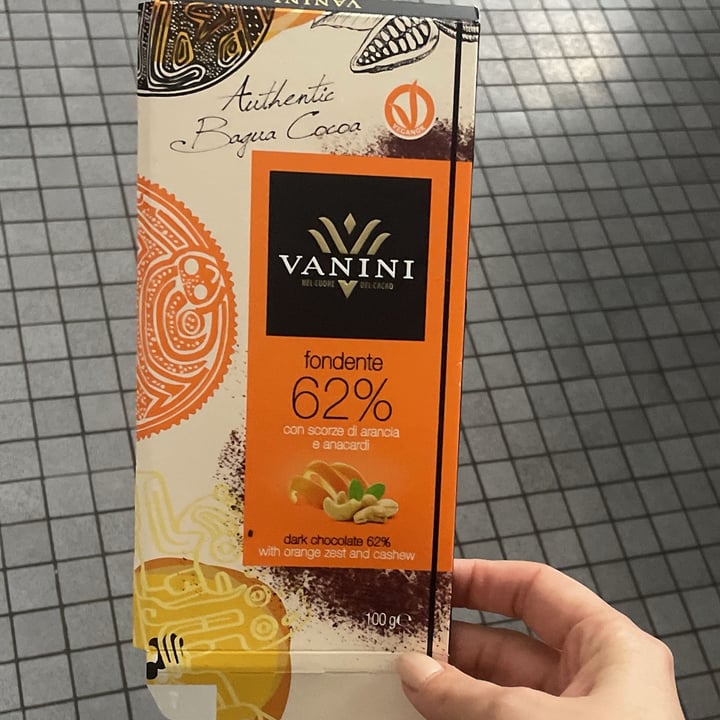 VANINI
Authentic
Bagua Cocoa
VEGANOK
VANINI
NEL CUORE DEL CACAO
fondente
62%
con scorze di arancia
e anacardi
dark chocolate 62%
with orange zest and cashew
100 g℮